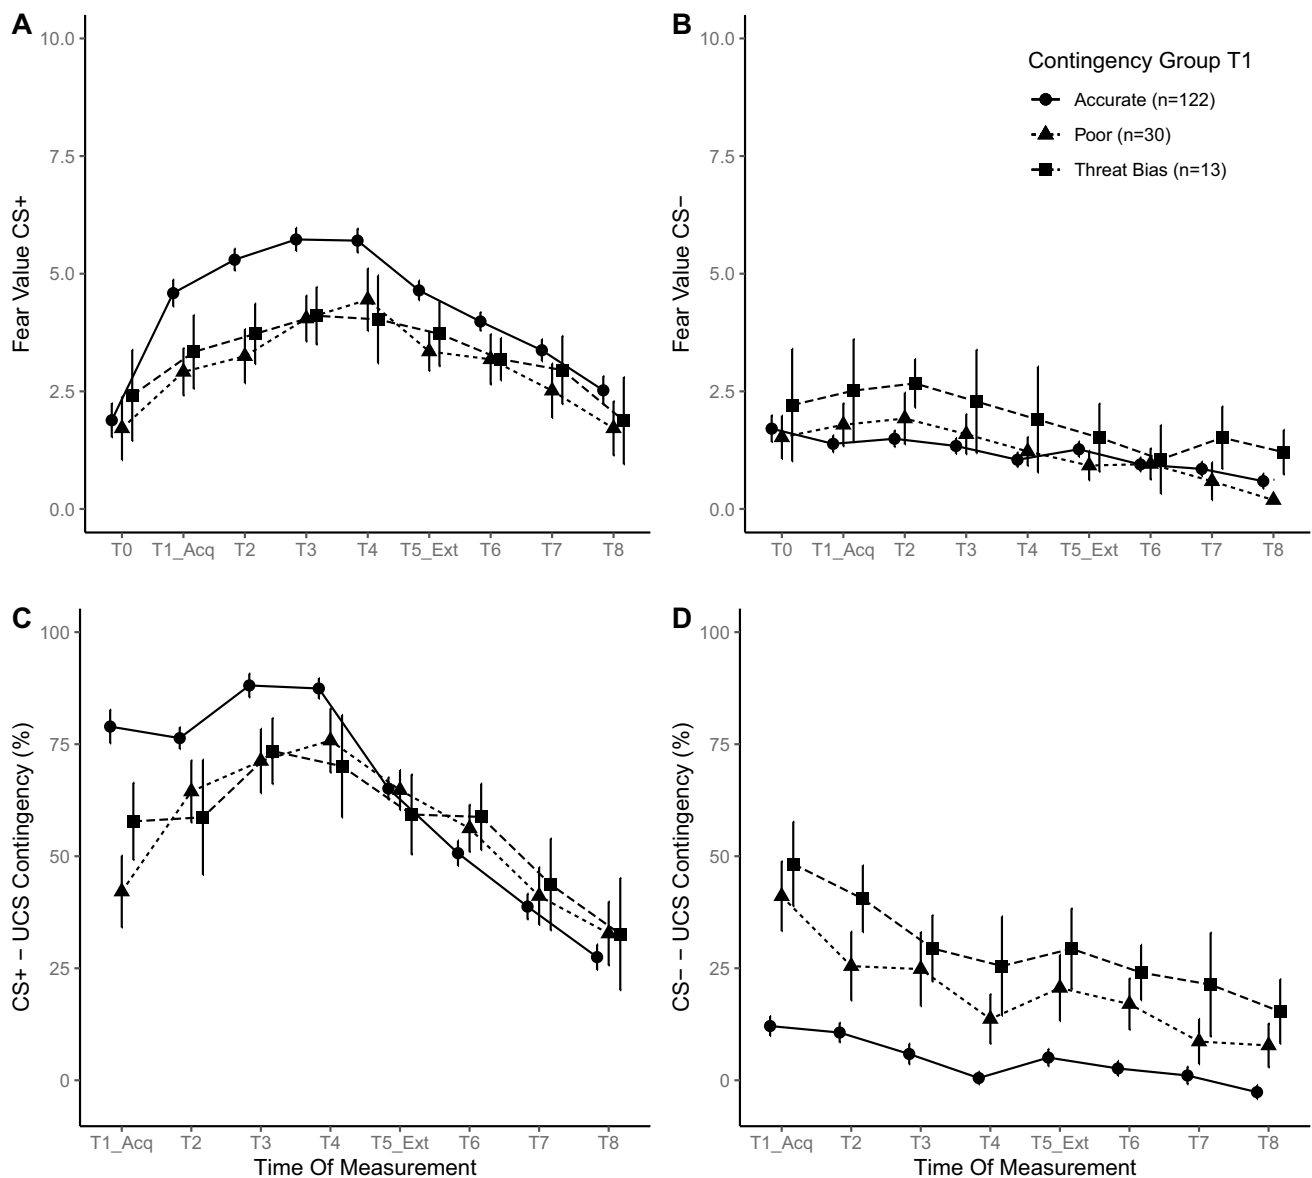 A
10.0
7.5
5.0
2.5
0.0
Fear Value CS+
T0 T1_Acq T2 T3 T4 T5_Ext T6 T7 T8
B
10.0
7.5
5.0
2.5
0.0
Fear Value CS−
T0 T1_Acq T2 T3 T4 T5_Ext T6 T7 T8
Contingency Group T1
Accurate (n=122)
Poor (n=30)
Threat Bias (n=13)
C
100
75
50
25
0
CS+ − UCS Contingency (%)
T1_Acq T2 T3 T4 T5_Ext T6 T7 T8
Time Of Measurement
D
100
75
50
25
0
CS− − UCS Contingency (%)
T1_Acq T2 T3 T4 T5_Ext T6 T7 T8
Time Of Measurement